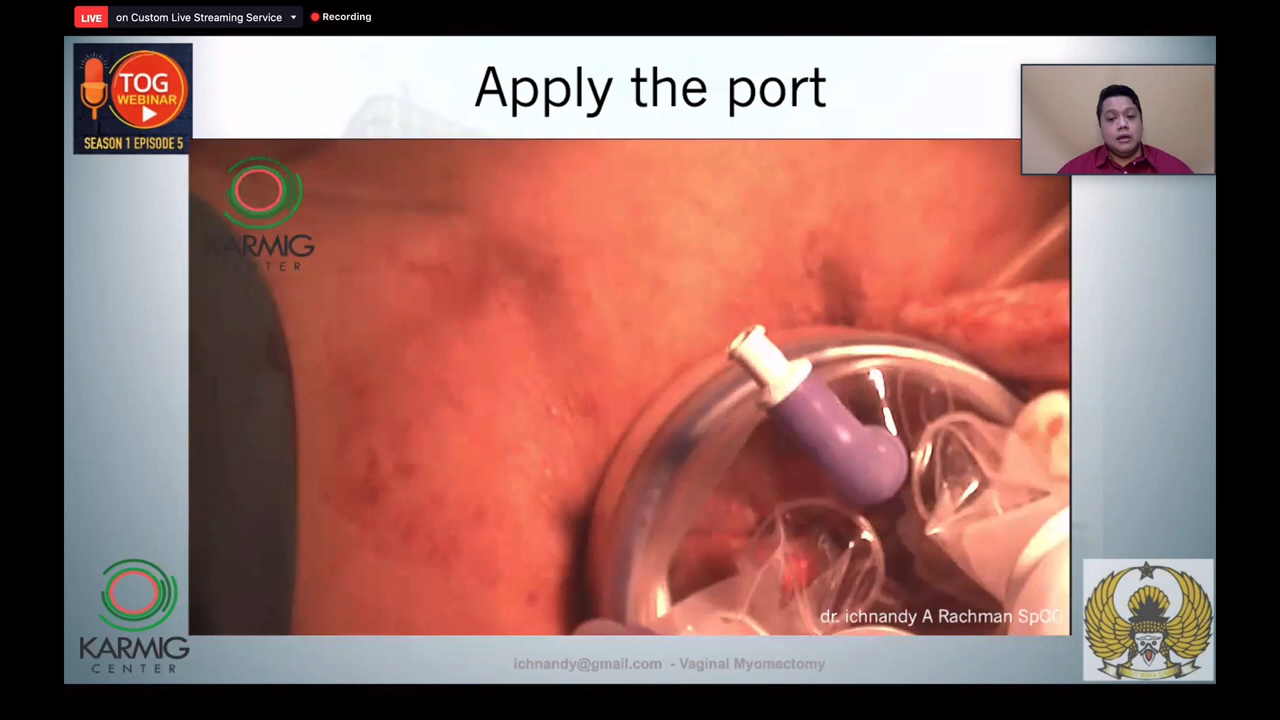 LIVE on Custom Live Streaming Service Recording
TOG
WEBINAR
SEASON 1 EPISODE 5
Apply the port
KARMIG
CENTER
dr. ichnandy A Rachman SpOG
KARMIG
CENTER
ichnandy@gmail.com - Vaginal Myomectomy